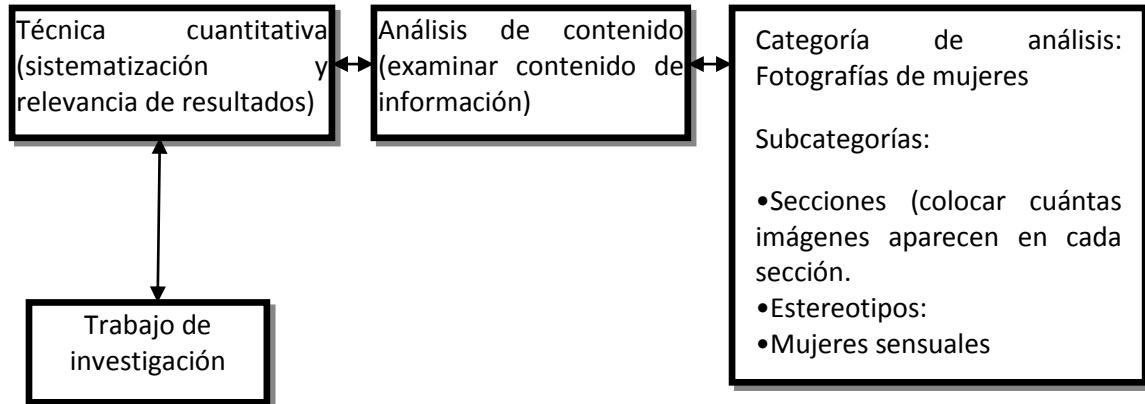 Técnica cuantitativa
(sistematización y
relevancia de resultados)
Análisis de contenido
(examinar contenido de
información)
Categoría de análisis:
Fotografías de mujeres
Subcategorías:
•Secciones (colocar cuántas
imágenes aparecen en cada
sección.
•Estereotipos:
•Mujeres sensuales
Trabajo de
investigación